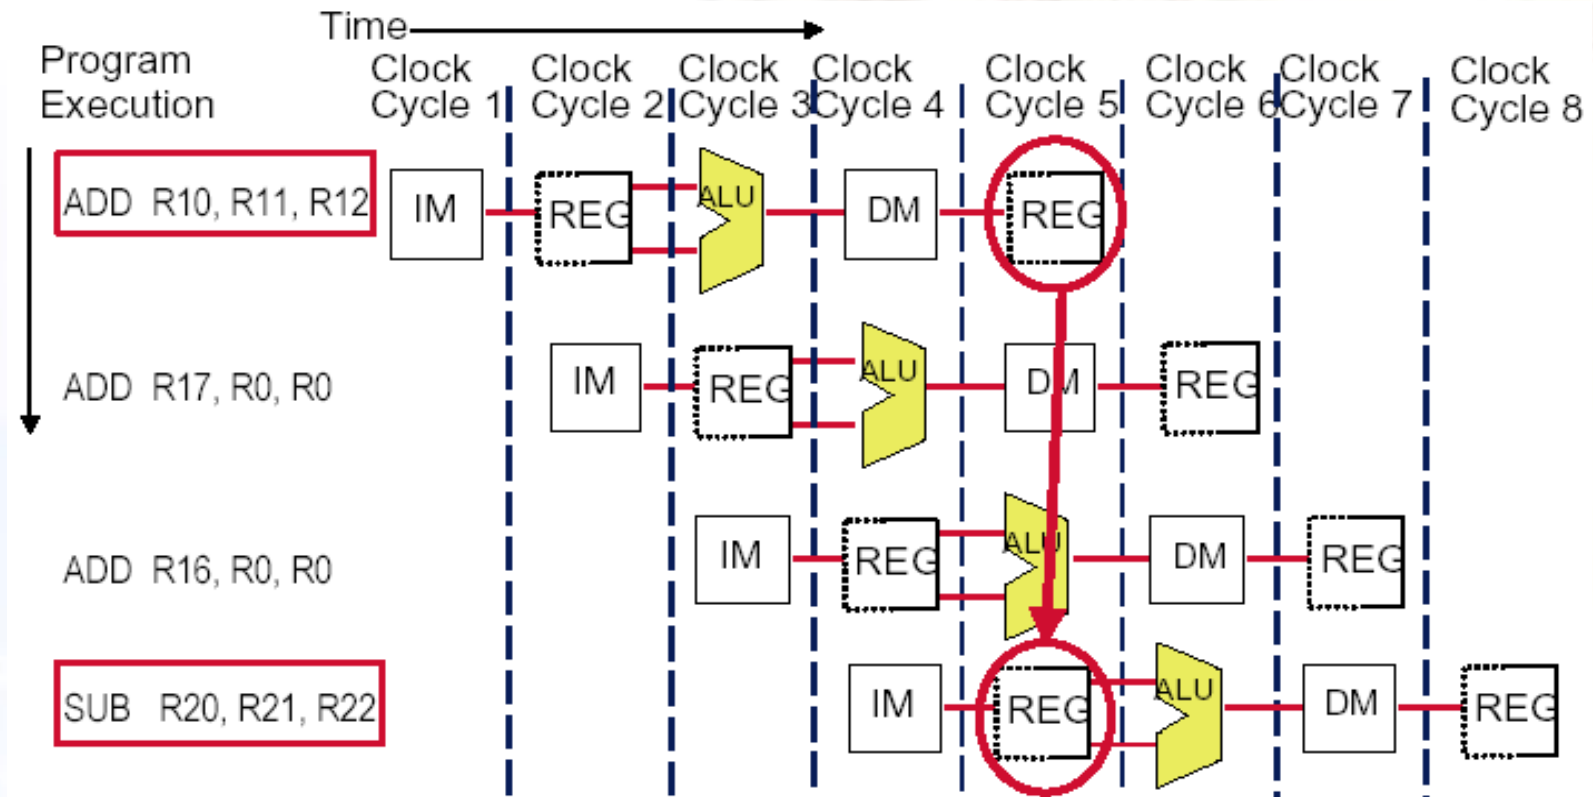 Time
Program Execution
Clock Cycle 1
Clock Cycle 2
Clock Cycle 3
Clock Cycle 4
Clock Cycle 5
Clock Cycle 6
Clock Cycle 7
Clock Cycle 8
ADD R10, R11, R12
IM REG ALU DM REG
ADD R17, R0, R0
IM REG ALU DM REG
ADD R16, R0, R0
IM REG ALU DM REG
SUB R20, R21, R22
IM REG ALU DM REG